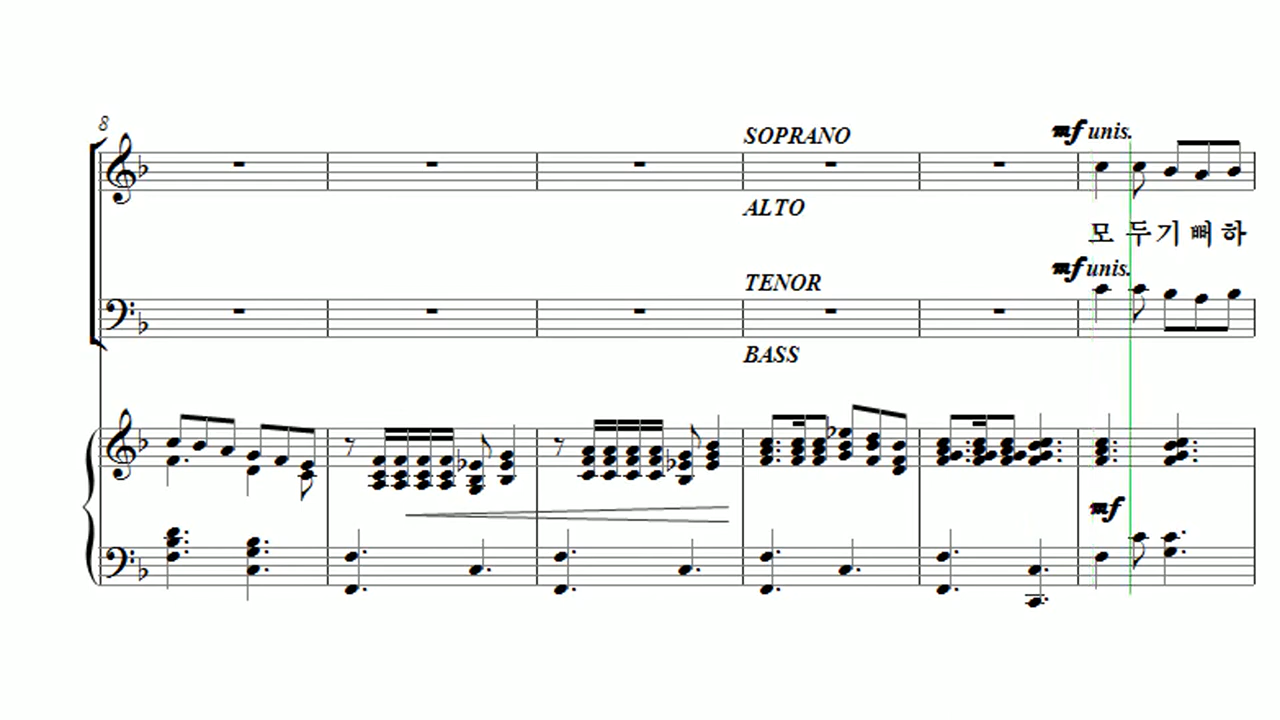 8
SOPRANO
mf unis.
ALTO
모 두 기 뻐 하
TENOR
mf unis.
BASS
mf